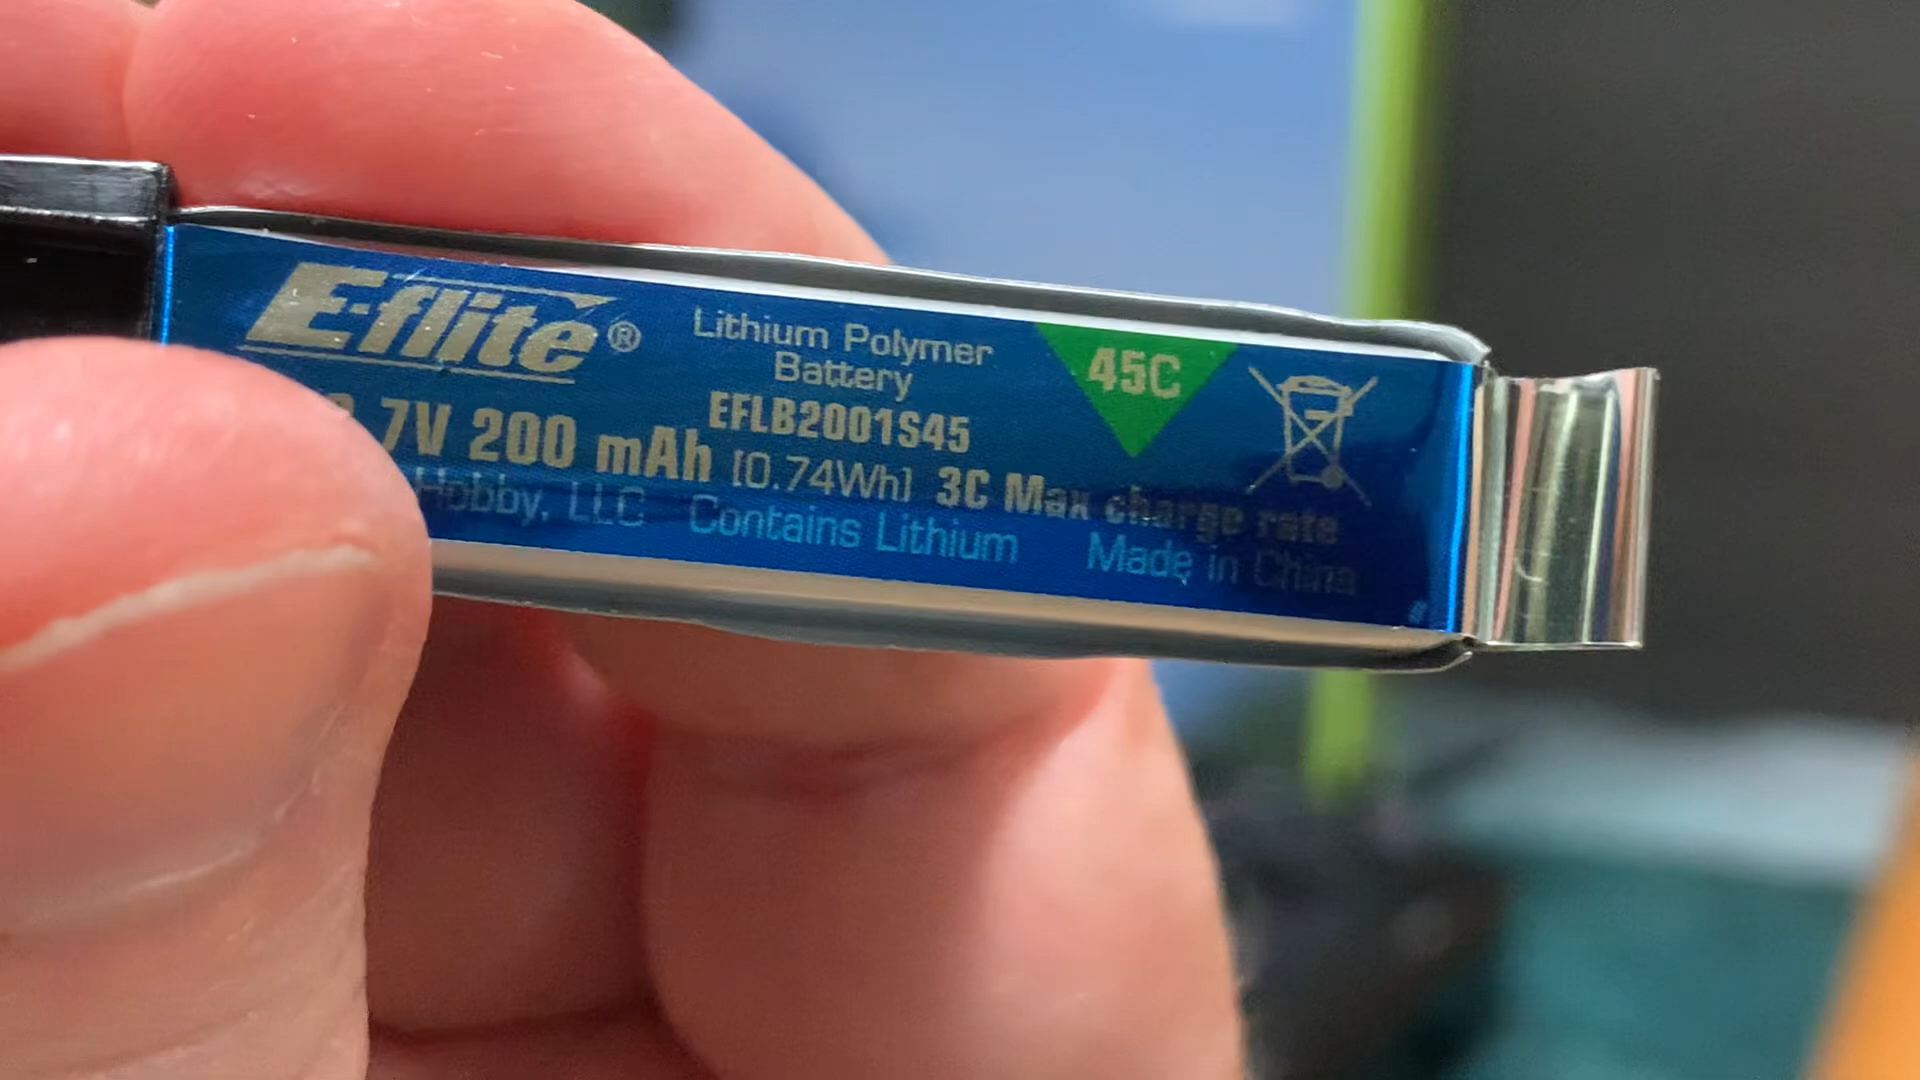 E-flite®
Lithium Polymer
Battery
EFLB2001S45
45C
7V 200 mAh [0.74Wh] 3C Max charge rate
Hobby, LLC Contains Lithium Made in China